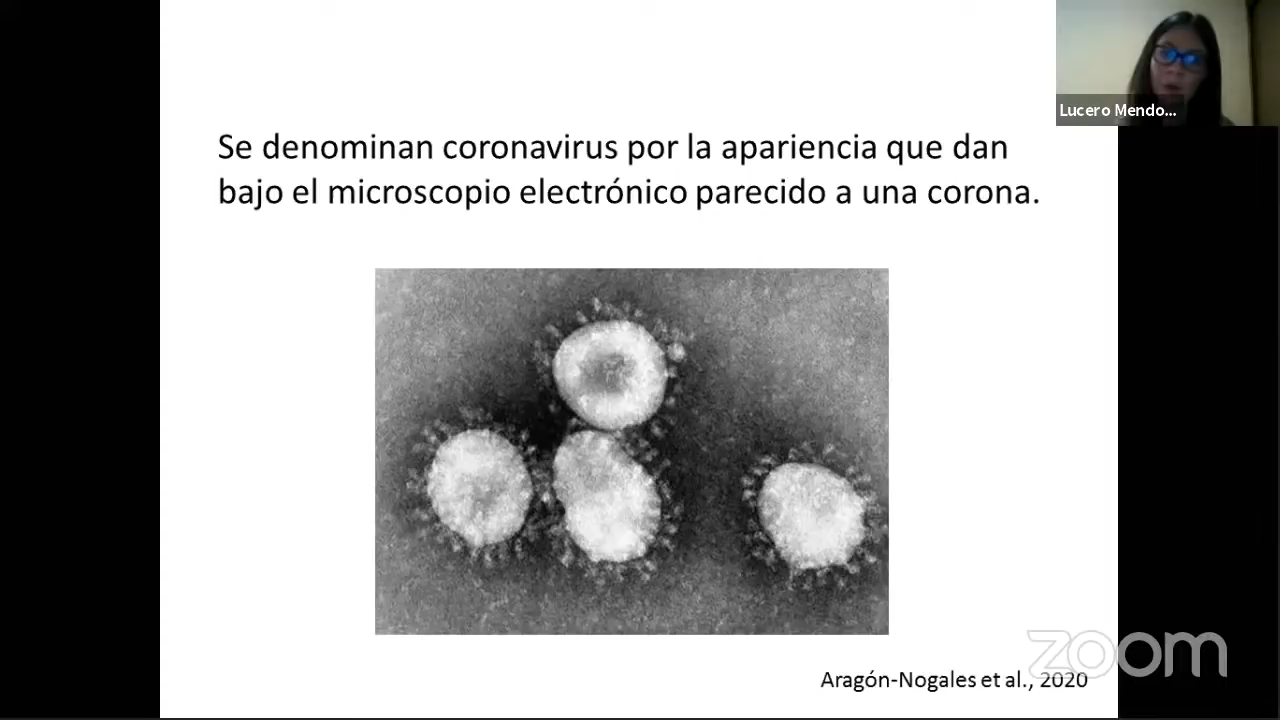 Lucero Mendo...
Se denominan coronavirus por la apariencia que dan
bajo el microscopio electrónico parecido a una corona.
zoom
Aragón-Nogales et al., 2020